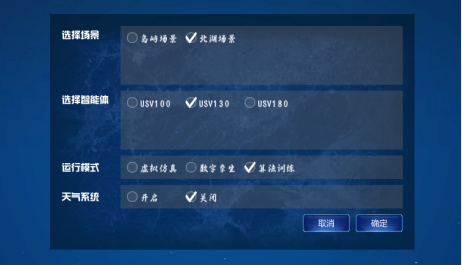 选择场景
岛屿场景 北湖场景
选择智能体
USV100 USV130 USV180
运行模式
虚拟仿真 数字孪生 算法训练
天气系统
开启 关闭
取消 确定